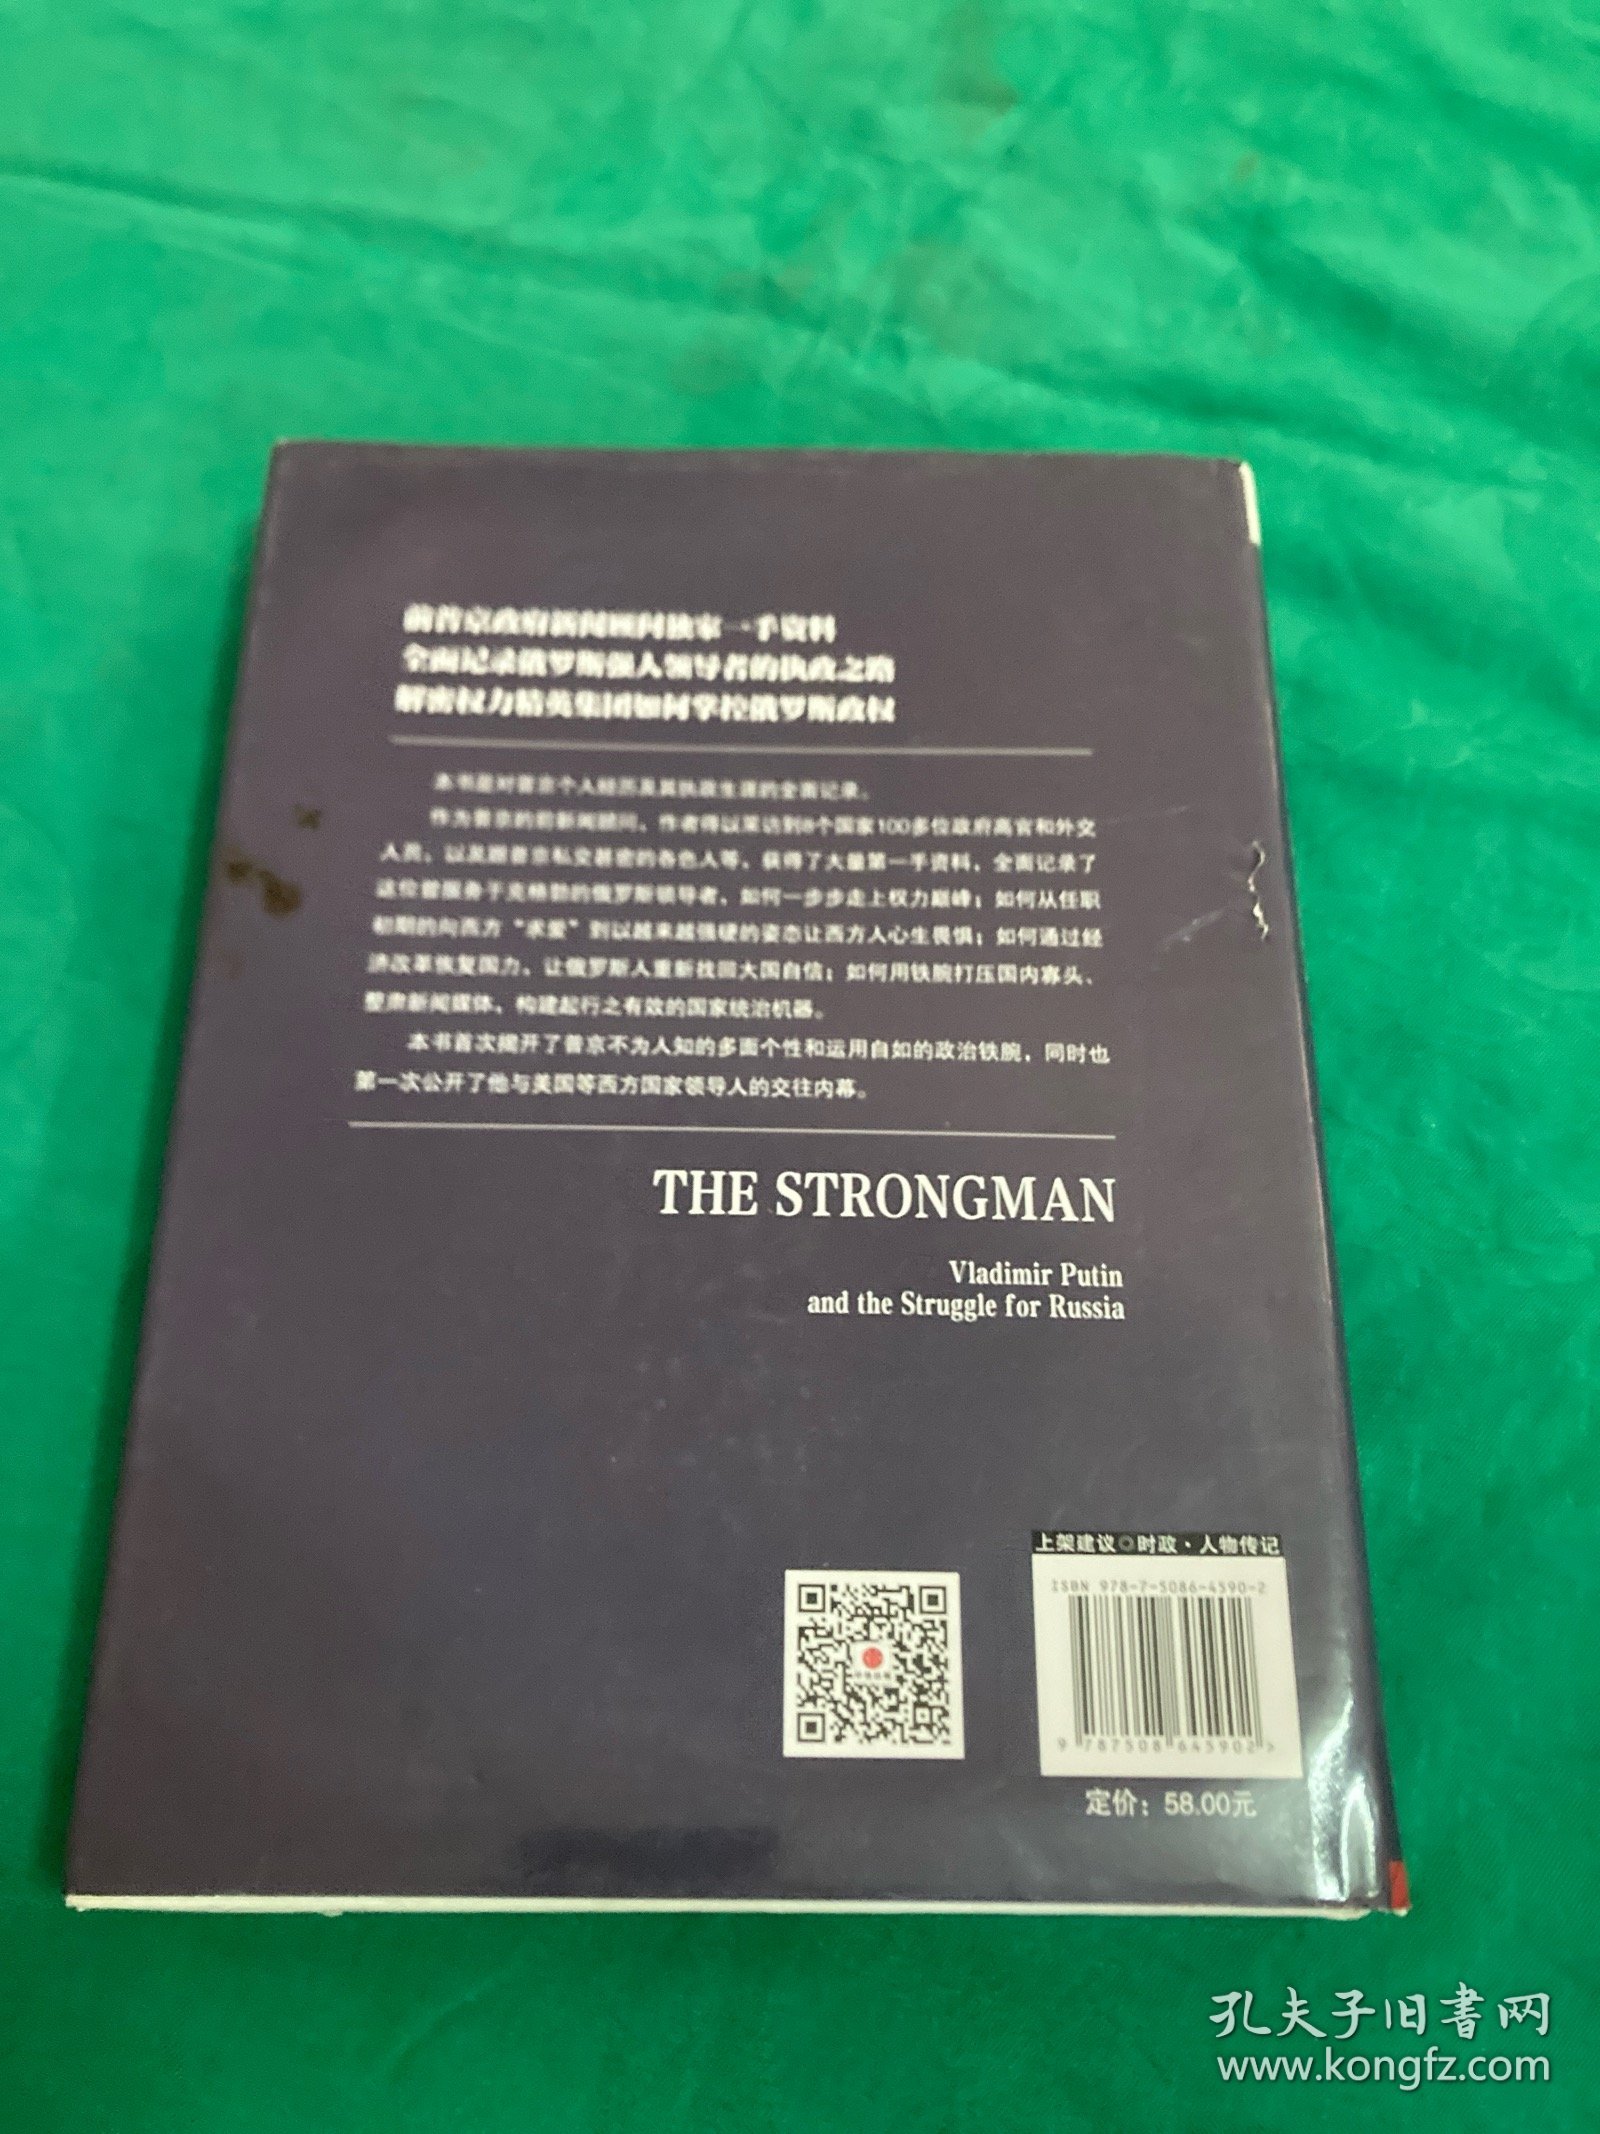 前普京政府新闻顾问独家一手资料
全面记录俄罗斯强人领导者的执政之路
解密权力精英集团如何掌控俄罗斯政权
本书是对普京个人经历及其执政生涯的全面记录。
作为普京的前新闻顾问，作者得以采访到8个国家100多位政府高官和外交
人员，以及跟普京私交甚密的各色人等，获得了大量第一手资料，全面记录了
这位曾服务于克格勃的俄罗斯领导者，如何一步步走上权力巅峰；如何从任职
初期的向西方“求爱”到以越来越强硬的姿态让西方人心生畏惧；如何通过经
济改革恢复国力，让俄罗斯人重新找回大国自信；如何用铁腕打压国内寡头、
整肃新闻媒体，构建起行之有效的国家统治机器。
本书首次揭开了普京不为人知的多面个性和运用自如的政治铁腕，同时也
第一次公开了他与美国等西方国家领导人的交往内幕。
THE STRONGMAN
Vladimir Putin
and the Struggle for Russia
上架建议◎时政·人物传记
ISBN 978-7-5086-4590-2
9 787508 645902 >
定价：58.00元
孔夫子旧书网
www.kongfz.com